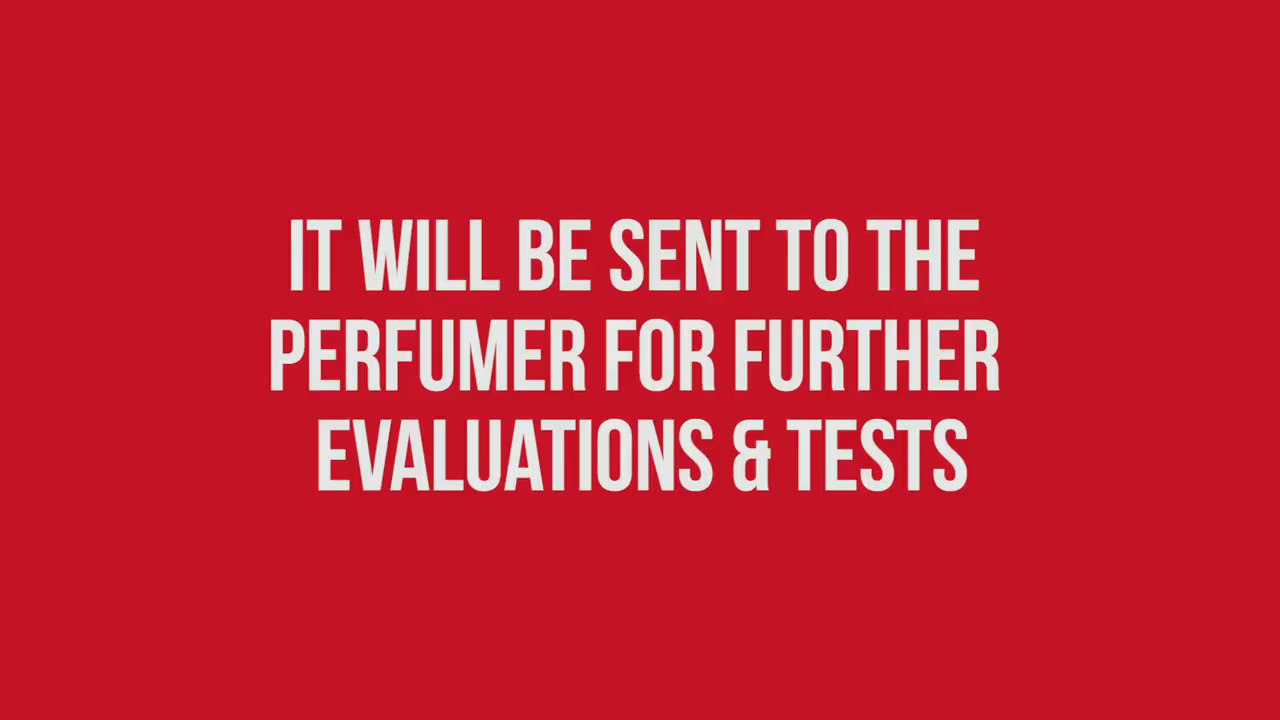 IT WILL BE SENT TO THE
PERFUMER FOR FURTHER
EVALUATIONS & TESTS